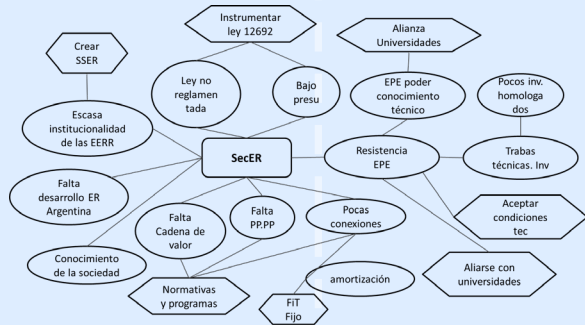 Instrumentar
ley 12692
Alianza
Universidades
Crear
SSER
Ley no
reglamen
tada
Bajo
presu
EPE poder
conocimiento
técnico
Pocos inv.
homologa
dos
Escasa
institucionalidad
de las EERR
SecER
Resistencia
EPE
Trabas
técnicas. Inv
Falta
desarrollo ER
Argentina
Falta
Cadena de
valor
Falta
PP.PP
Pocas
conexiones
Aceptar
condiciones
tec
Conocimiento
de la sociedad
Normativas
y programas
amortización
Aliarse con
universidades
FiT
Fijo